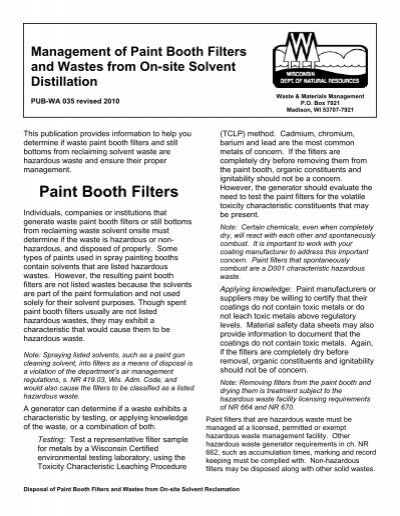 Management of Paint Booth Filters
and Wastes from On-site Solvent
Distillation
PUB-WA 035 revised 2010
WISCONSIN
DEPT. OF NATURAL RESOURCES
Waste & Materials Management
P.O. Box 7921
Madison, WI 53707-7921
This publication provides information to help you
determine if waste paint booth filters and still
bottoms from reclaiming solvent waste are
hazardous waste and ensure their proper
management.
Paint Booth Filters
Individuals, companies or institutions that
generate waste paint booth filters or still bottoms
from reclaiming waste solvent onsite must
determine if the waste is hazardous or non-
hazardous, and disposed of properly. Some
types of paints used in spray painting booths
contain solvents that are listed hazardous
wastes. However, the resulting paint booth
filters are not listed wastes because the solvents
are part of the paint formulation and not used
solely for their solvent purposes. Though spent
paint booth filters usually are not listed
hazardous wastes, they may exhibit a
characteristic that would cause them to be
hazardous waste.
Note: Spraying listed solvents, such as a paint gun
cleaning solvent, into filters as a means of disposal is
a violation of the department's air management
regulations, s. NR 419.03, Wis. Adm. Code, and
would also cause the filters to be classified as a listed
hazardous waste.
A generator can determine if a waste exhibits a
characteristic by testing, or applying knowledge
of the waste, or a combination of both.
Testing: Test a representative filter sample
for metals by a Wisconsin Certified
environmental testing laboratory, using the
Toxicity Characteristic Leaching Procedure
(TCLP) method. Cadmium, chromium,
barium and lead are the most common
metals of concern. If the filters are
completely dry before removing them from
the paint booth, organic constituents and
ignitability should not be a concern.
However, the generator should evaluate the
need to test the paint filters for the volatile
toxicity characteristic constituents that may
be present.
Note: Certain chemicals, even when completely
dry, will react with each other and spontaneously
combust. It is important to work with your
coating manufacturer to address this important
concern. Paint filters that spontaneously
combust are a D001 characteristic hazardous
waste.
Applying knowledge: Paint manufacturers or
suppliers may be willing to certify that their
coatings do not contain toxic metals or do
not leach toxic metals above regulatory
levels. Material safety data sheets may also
provide information to document that the
coatings do not contain toxic metals. Again,
if the filters are completely dry before
removal, organic constituents and ignitability
should not be of concern.
Note: Removing filters from the paint booth and
drying them is treatment subject to the
hazardous waste facility licensing requirements
of NR 664 and NR 670.
Paint filters that are hazardous waste must be
managed at a licensed, permitted or exempt
hazardous waste management facility. Other
hazardous waste generator requirements in ch. NR
662, such as accumulation times, marking and record
keeping must be complied with. Non-hazardous
filters may be disposed along with other solid wastes.
Disposal of Paint Booth Filters and Wastes from On-site Solvent Reclamation